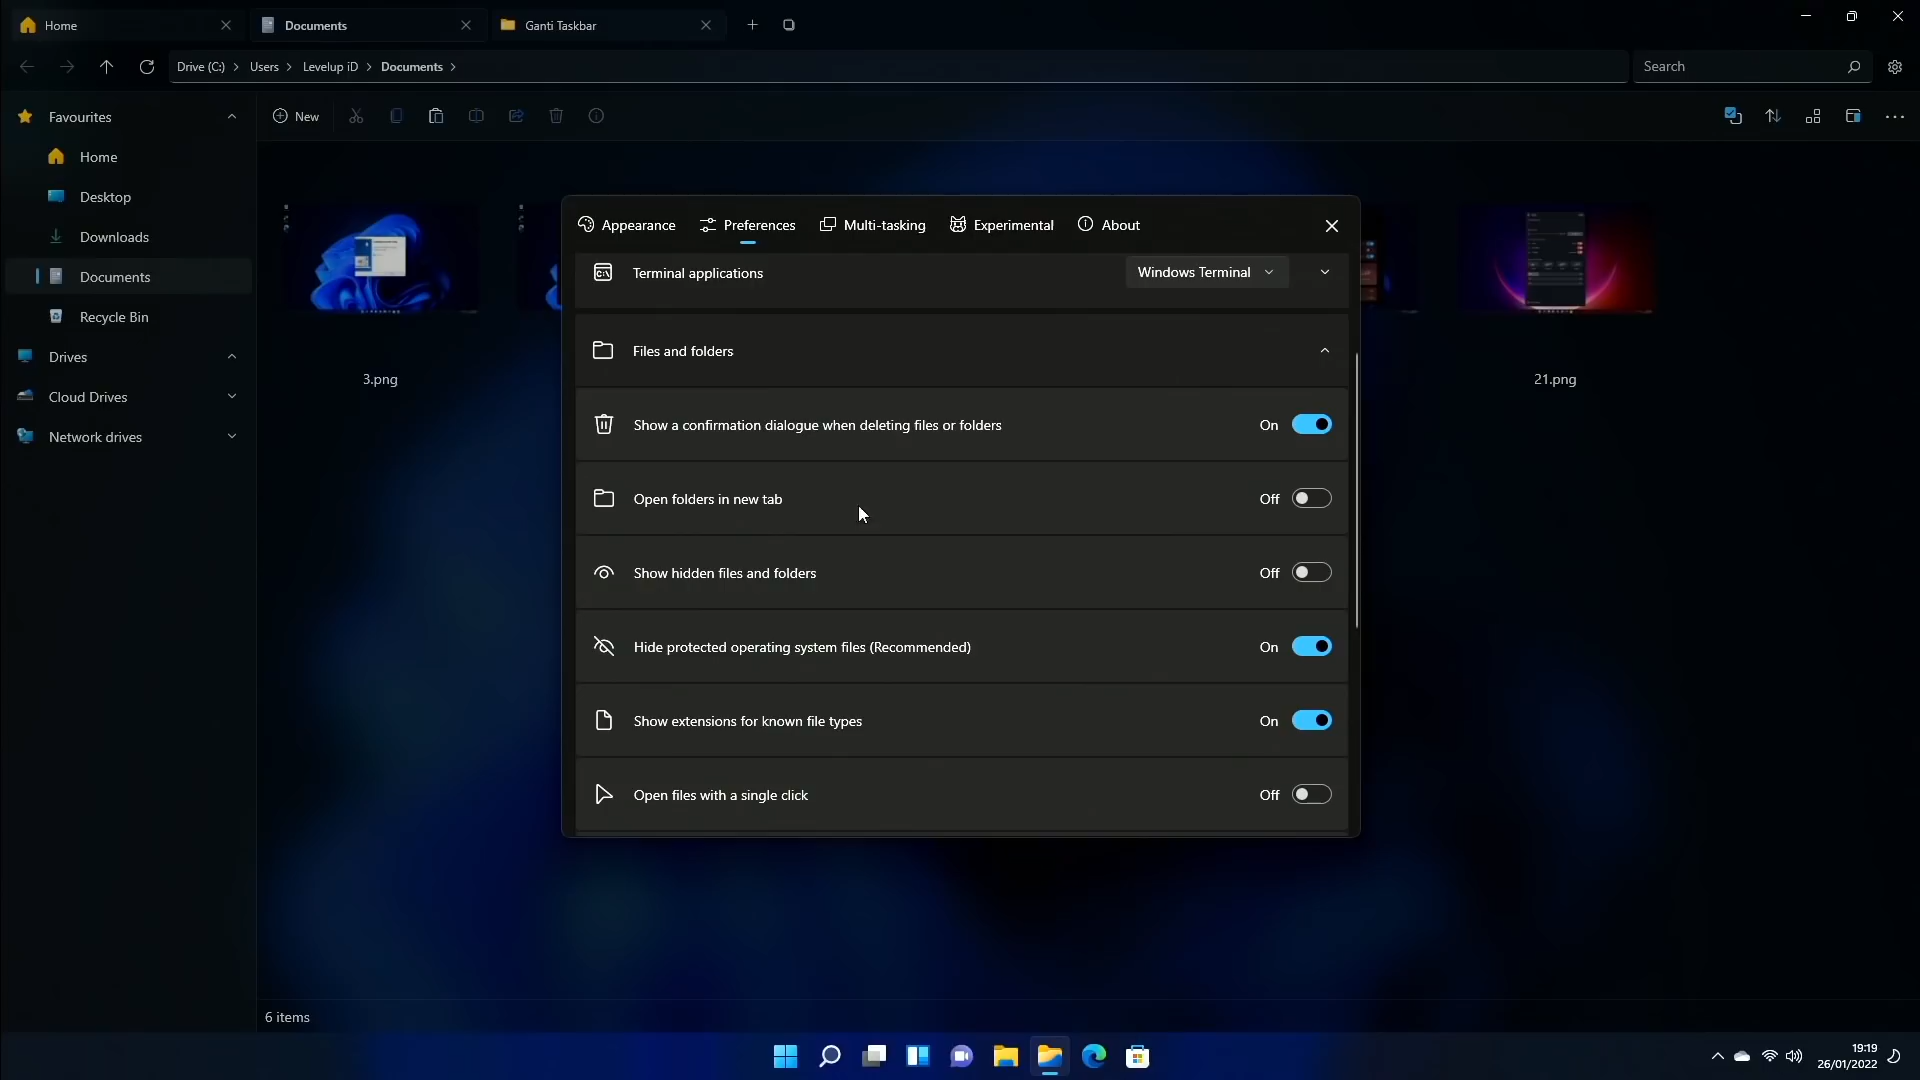 Home
Documents
Ganti Taskbar
Drive (C:) > Users > Levelup iD > Documents >
Search
Favourites
Home
Desktop
Downloads
Documents
Recycle Bin
Drives
Cloud Drives
Network drives
New
3.png
21.png
Appearance
Preferences
Multi-tasking
Experimental
About
Terminal applications
Windows Terminal
Files and folders
Show a confirmation dialogue when deleting files or folders
On
Open folders in new tab
Off
Show hidden files and folders
Off
Hide protected operating system files (Recommended)
On
Show extensions for known file types
On
Open files with a single click
Off
6 items
19:19
26/01/2022